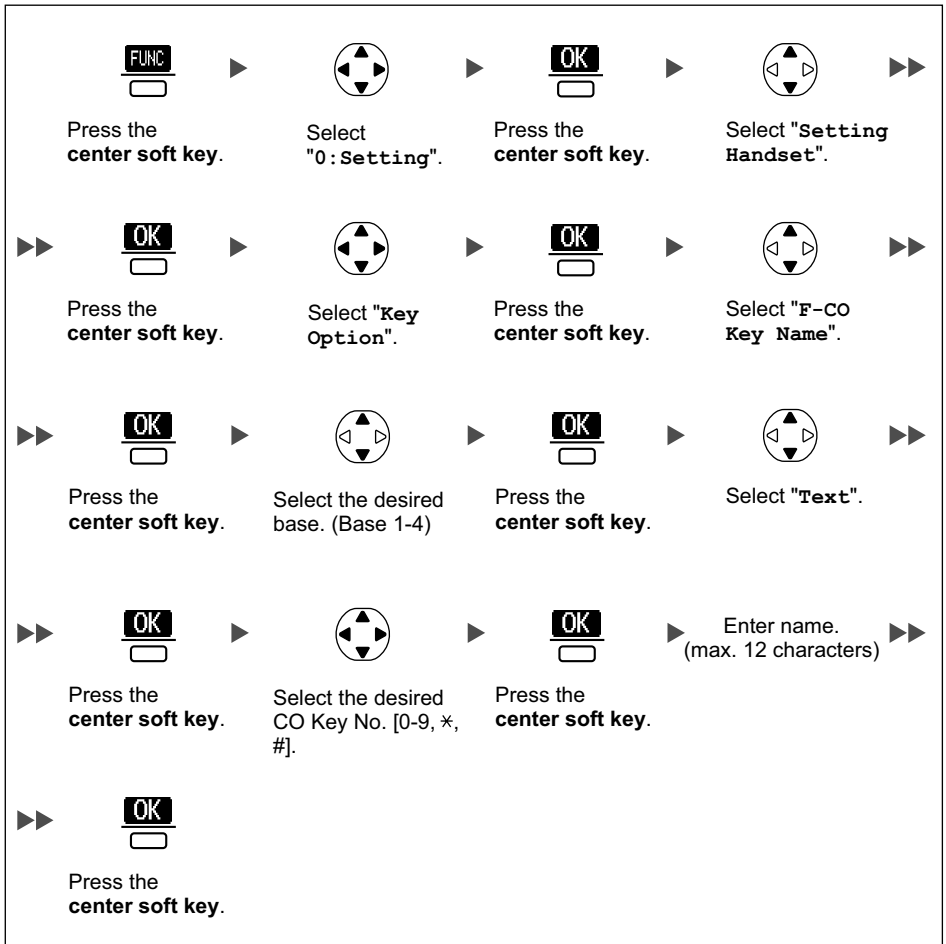 FUNC
Press the
center soft key.
Select
"0:Setting".
OK
Press the
center soft key.
Select "Setting
Handset".
OK
Press the
center soft key.
Select "Key
Option".
OK
Press the
center soft key.
Select "F-CO
Key Name".
OK
Press the
center soft key.
Select the desired
base. (Base 1-4)
OK
Press the
center soft key.
Select "Text".
OK
Press the
center soft key.
Select the desired
CO Key No. [0-9, ✳,
#].
OK
Press the
center soft key.
Enter name.
(max. 12 characters)
OK
Press the
center soft key.